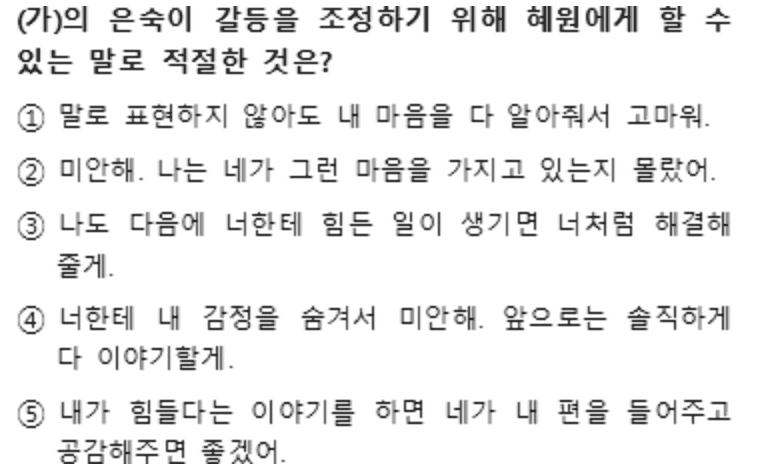 (가)의 은숙이 갈등을 조정하기 위해 혜원에게 할 수
있는 말로 적절한 것은?
① 말로 표현하지 않아도 내 마음을 다 알아줘서 고마워.
② 미안해. 나는 네가 그런 마음을 가지고 있는지 몰랐어.
③ 나도 다음에 너한테 힘든 일이 생기면 너처럼 해결해
줄게.
④ 너한테 내 감정을 숨겨서 미안해. 앞으로는 솔직하게
다 이야기할게.
⑤ 내가 힘들다는 이야기를 하면 네가 내 편을 들어주고
공감해주면 좋겠어.